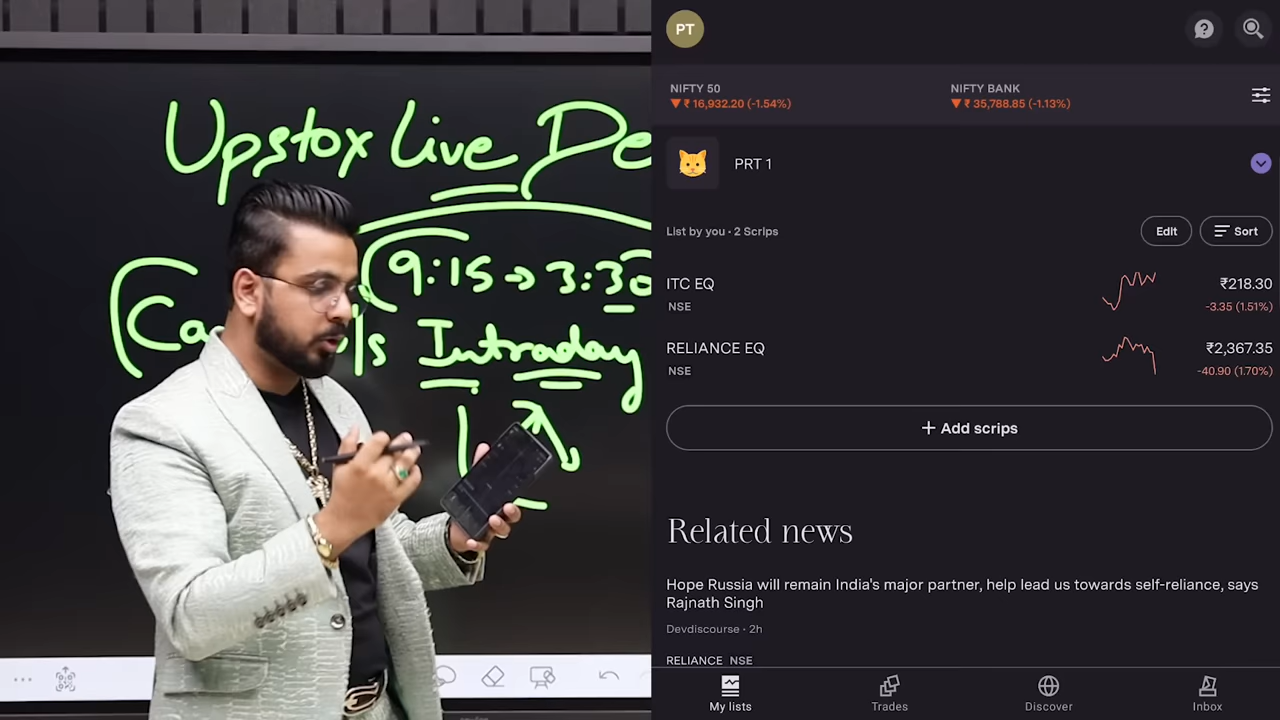 Upstox Live De
(9:15→3:30
(Ca /s Intraday
PT
NIFTY 50
▼₹ 16,932.20 (-1.54%)
NIFTY BANK
▼₹ 35,788.85 (-1.13%)
PRT 1
List by you • 2 Scrips
Edit
Sort
ITC EQ
₹218.30
NSE
-3.35 (1.51%)
RELIANCE EQ
₹2,367.35
NSE
-40.90 (1.70%)
+ Add scrips
Related news
Hope Russia will remain India's major partner, help lead us towards self-reliance, says
Rajnath Singh
Devdiscourse • 2h
RELIANCE NSE
My lists
Trades
Discover
Inbox